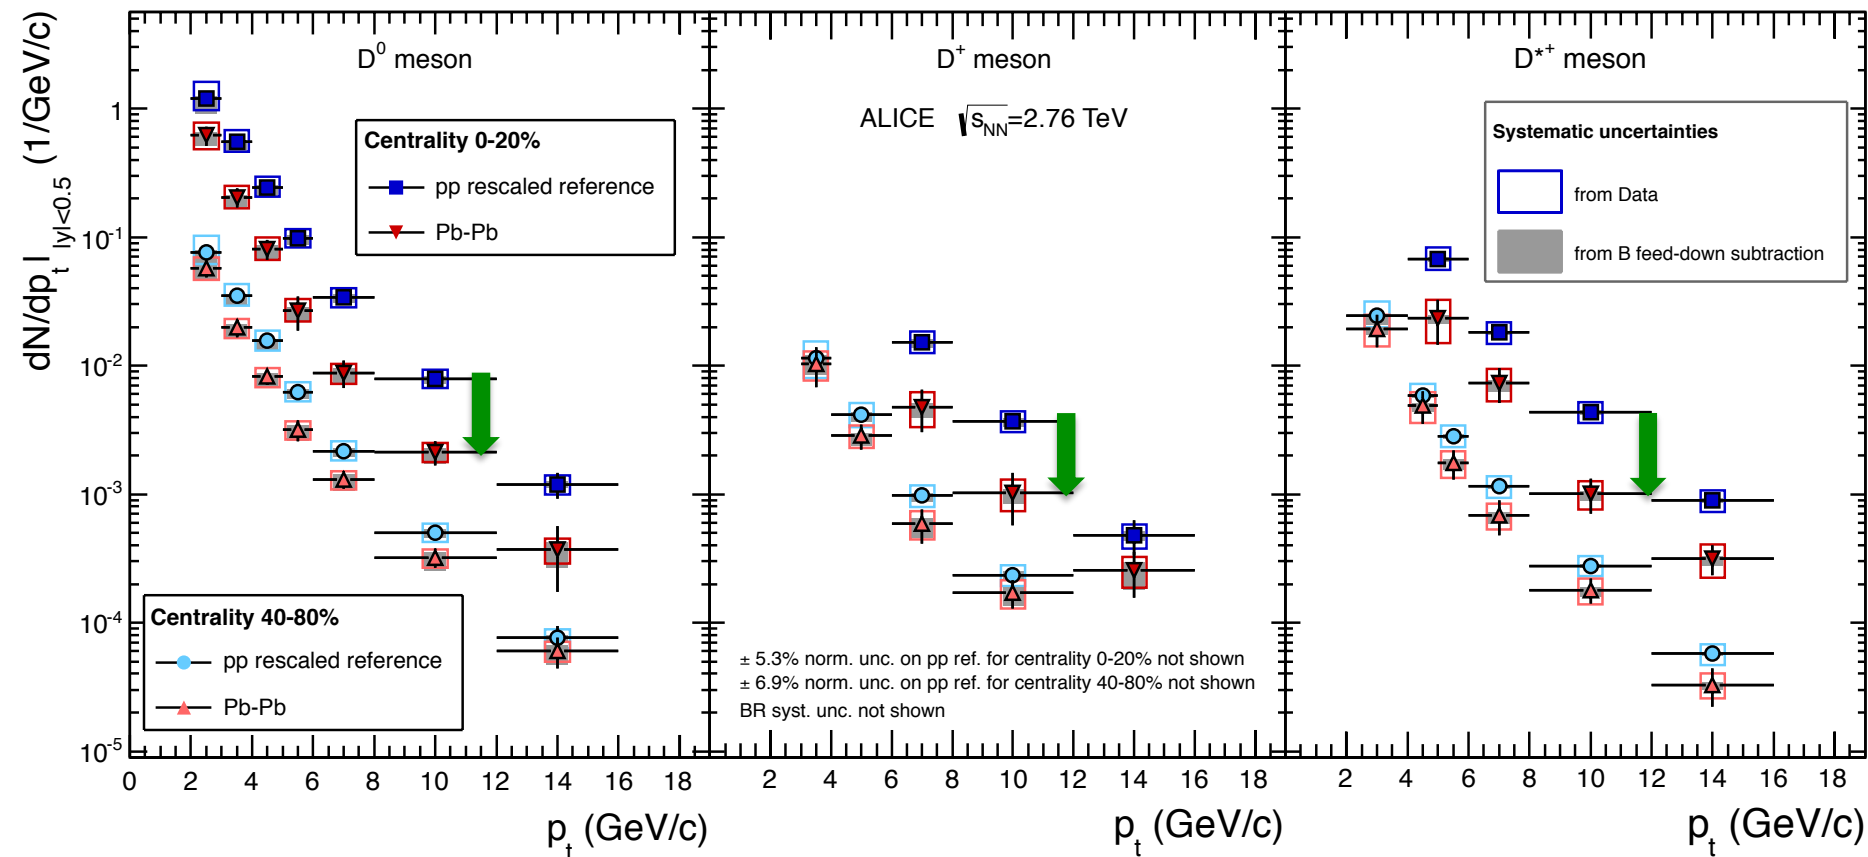 D0 meson
D+ meson
D*+ meson
ALICE √sNN=2.76 TeV
dN/dpt||y|<0.5 (1/GeV/c)
1
10-1
10-2
10-3
10-4
10-5
Centrality 0-20%
pp rescaled reference
Pb-Pb
Centrality 40-80%
pp rescaled reference
Pb-Pb
Systematic uncertainties
from Data
from B feed-down subtraction
± 5.3% norm. unc. on pp ref. for centrality 0-20% not shown
± 6.9% norm. unc. on pp ref. for centrality 40-80% not shown
BR syst. unc. not shown
0 2 4 6 8 10 12 14 16 18
2 4 6 8 10 12 14 16 18
2 4 6 8 10 12 14 16 18
pt (GeV/c)
pt (GeV/c)
pt (GeV/c)